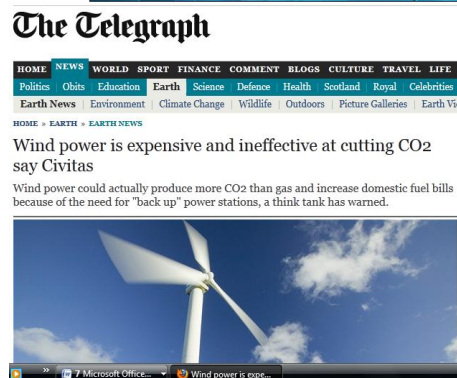 The Telegraph
HOME NEWS WORLD SPORT FINANCE COMMENT BLOGS CULTURE TRAVEL LIFE
Politics Obits Education Earth Science Defence Health Scotland Royal Celebrities
Earth News Environment Climate Change Wildlife Outdoors Picture Galleries Earth Vi
HOME » EARTH » EARTH NEWS
Wind power is expensive and ineffective at cutting CO2
say Civitas
Wind power could actually produce more CO2 than gas and increase domestic fuel bills
because of the need for "back up" power stations, a think tank has warned.
» 7 Microsoft Office... Wind power is expe...